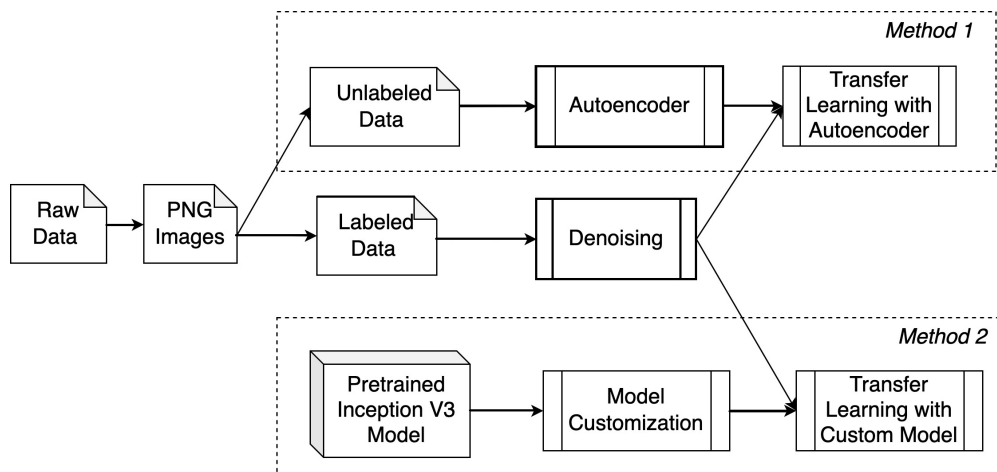 Method 1
Unlabeled
Data
Autoencoder
Transfer
Learning with
Autoencoder
Raw
Data
PNG
Images
Labeled
Data
Denoising
Method 2
Pretrained
Inception V3
Model
Model
Customization
Transfer
Learning with
Custom Model